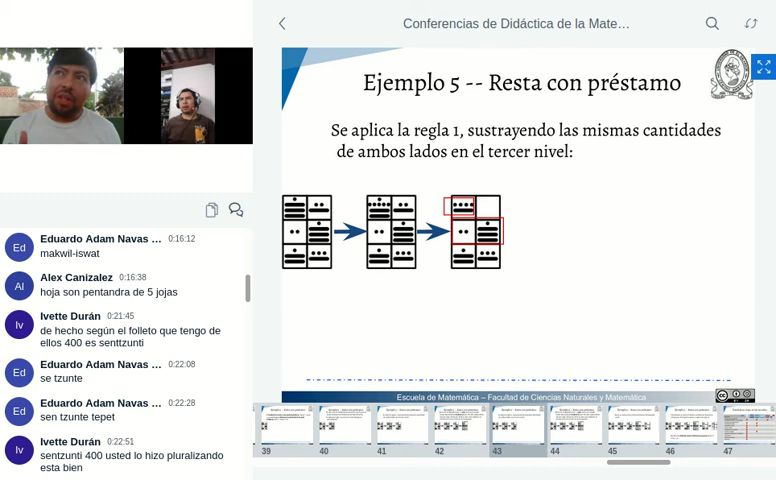 Conferencias de Didáctica de la Mate…
Ejemplo 5 -- Resta con préstamo
Se aplica la regla 1, sustrayendo las mismas cantidades
de ambos lados en el tercer nivel:
Escuela de Matemática – Facultad de Ciencias Naturales y Matemática
39
40
41
42
43
44
45
46
47
Ed
Eduardo Adam Navas … 0:16:12
makwil-iswat
Al
Alex Canizalez 0:16:38
hoja son pentandra de 5 jojas
Iv
Ivette Durán 0:21:45
de hecho según el folleto que tengo de
ellos 400 es senttzunti
Ed
Eduardo Adam Navas … 0:22:08
se tzunte
Ed
Eduardo Adam Navas … 0:22:28
sen tzunte tepet
Iv
Ivette Durán 0:22:51
sentzunti 400 usted lo hizo pluralizando
esta bien